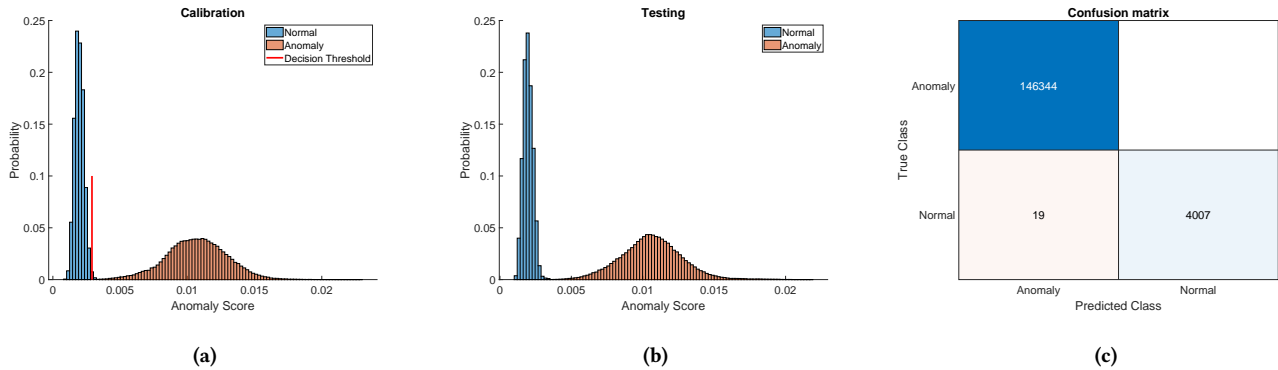 Calibration
0.25
0.2
0.15
0.1
0.05
0
Probability
Normal
Anomaly
Decision Threshold
0 0.005 0.01 0.015 0.02
Anomaly Score
(a)
Testing
0.25
0.2
0.15
0.1
0.05
0
Probability
Normal
Anomaly
0 0.005 0.01 0.015 0.02
Anomaly Score
(b)
Confusion matrix
True Class
Anomaly 146344
Normal 19 4007
Anomaly Normal
Predicted Class
(c)